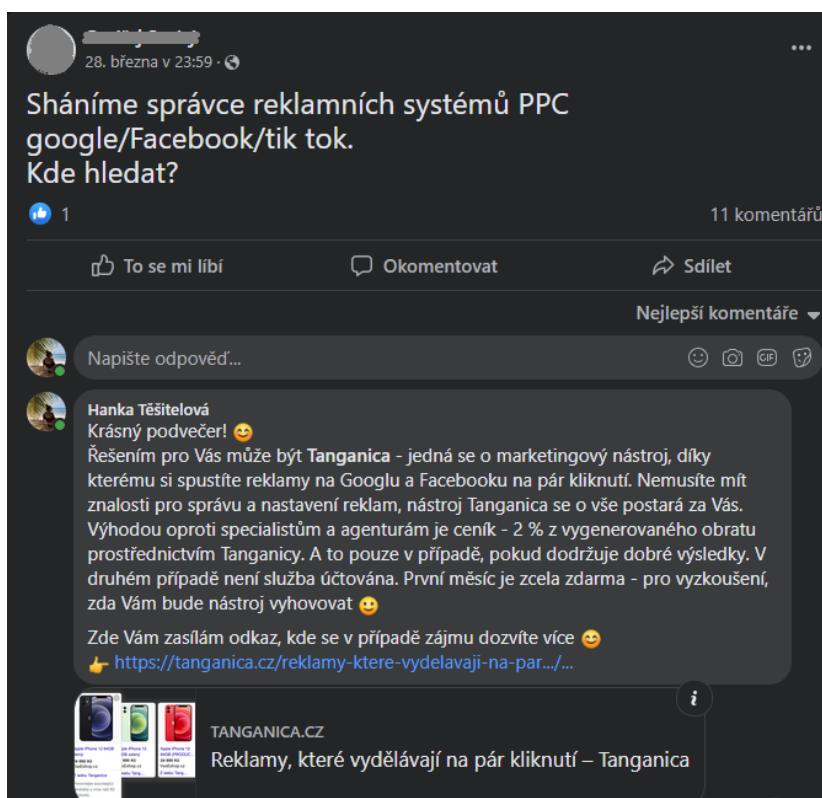 28. března v 23:59
Sháníme správce reklamních systémů PPC
google/Facebook/tik tok.
Kde hledat?
1
11 komentářů
To se mi líbí
Okomentovat
Sdílet
Nejlepší komentáře
Napište odpověď...
GIF
Hanka Těšitelová
Krásný podvečer! 😊
Řešením pro Vás může být Tanganica - jedná se o marketingový nástroj, díky
kterému si spustíte reklamy na Googlu a Facebooku na pár kliknutí. Nemusíte mít
znalosti pro správu a nastavení reklam, nástroj Tanganica se o vše postará za Vás.
Výhodou oproti specialistům a agenturám je ceník - 2 % z vygenerovaného obratu
prostřednictvím Tanganicy. A to pouze v případě, pokud dodržuje dobré výsledky. V
druhém případě není služba účtována. První měsíc je zcela zdarma - pro vyzkoušení,
zda Vám bude nástroj vyhovovat 🙂
Zde Vám zasílám odkaz, kde se v případě zájmu dozvíte více 😊
👉 https://tanganica.cz/reklamy-ktere-vydelavaji-na-par.../...
TANGANICA.CZ
Reklamy, které vydělávají na pár kliknutí – Tanganica